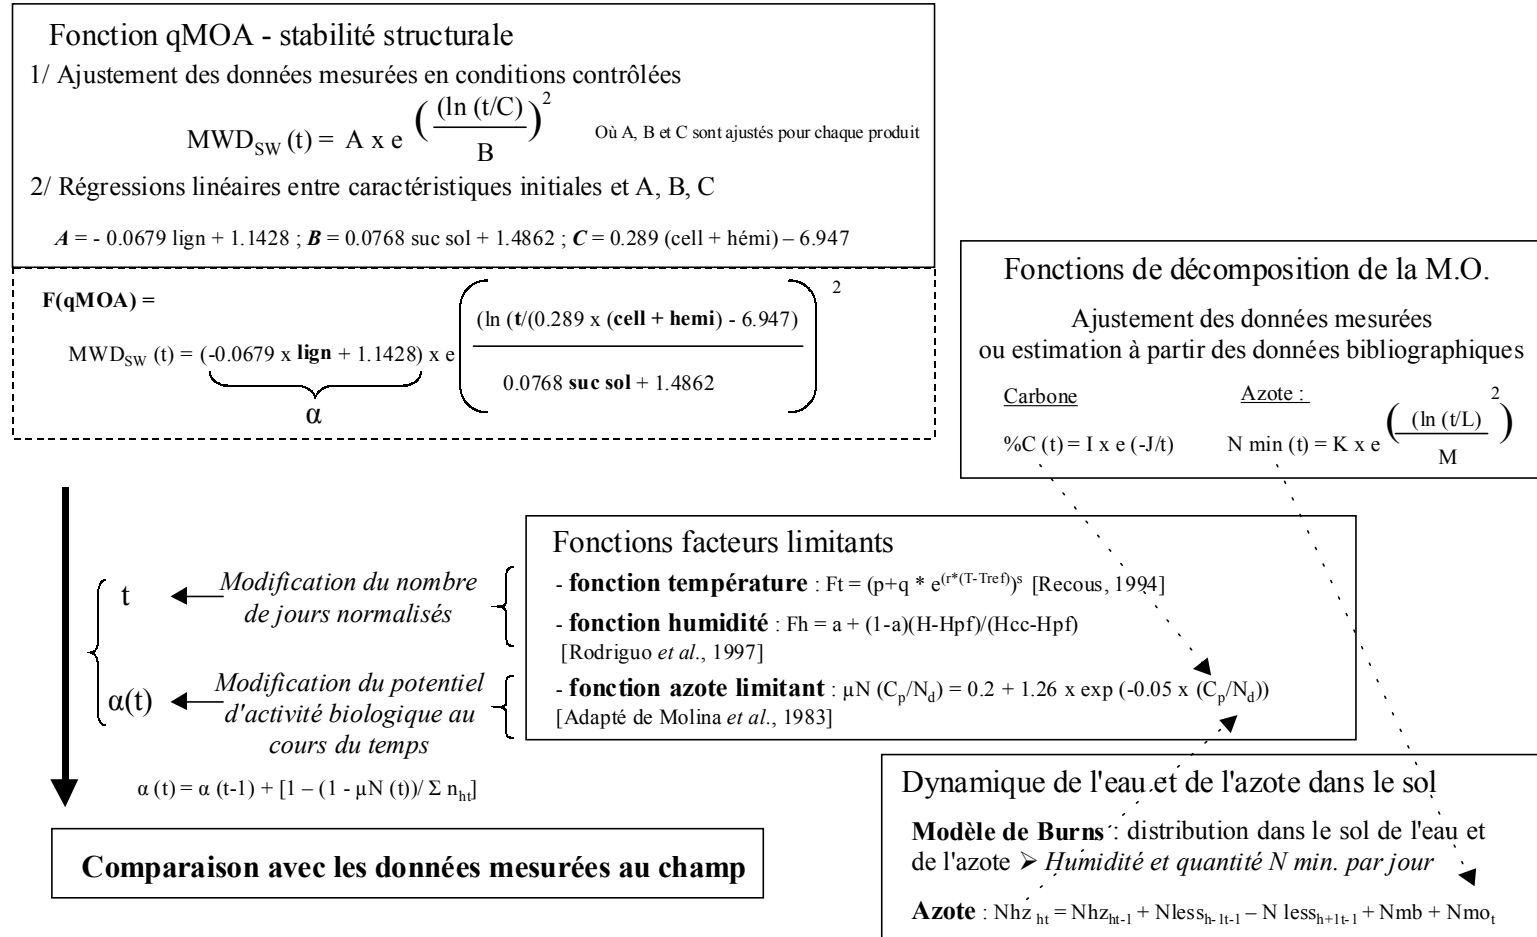 Fonction qMOA - stabilité structurale
1/ Ajustement des données mesurées en conditions contrôlées
MWD_SW (t) = A x e ( (ln (t/C) / B )^2 Où A, B et C sont ajustés pour chaque produit
2/ Régressions linéaires entre caractéristiques initiales et A, B, C
A = - 0.0679 lign + 1.1428 ; B = 0.0768 suc sol + 1.4862 ; C = 0.289 (cell + hémi) – 6.947
F(qMOA) =
MWD_SW (t) = (-0.0679 x lign + 1.1428) x e ( (ln (t/(0.289 x (cell + hemi) - 6.947) / 0.0768 suc sol + 1.4862 )^2
α
Fonctions de décomposition de la M.O.
Ajustement des données mesurées
ou estimation à partir des données bibliographiques
Carbone
%C (t) = I x e (-J/t)
Azote :
N min (t) = K x e ( (ln (t/L) / M )^2
Fonctions facteurs limitants
- fonction température : Ft = (p+q * e^(r*(T-Tref))^s [Recous, 1994]
- fonction humidité : Fh = a + (1-a)(H-Hpf)/(Hcc-Hpf)
[Rodriguo et al., 1997]
- fonction azote limitant : µN (C_p/N_d) = 0.2 + 1.26 x exp (-0.05 x (C_p/N_d))
[Adapté de Molina et al., 1983]
t
Modification du nombre
de jours normalisés
α(t)
Modification du potentiel
d'activité biologique au
cours du temps
α (t) = α (t-1) + [1 – (1 - µN (t))/ Σ n_ht]
Comparaison avec les données mesurées au champ
Dynamique de l'eau et de l'azote dans le sol
Modèle de Burns : distribution dans le sol de l'eau et
de l'azote ➢ Humidité et quantité N min. par jour
Azote : Nhz_ht = Nhz_ht-1 + Nless_h-1t-1 – N less_h+1t-1 + Nmb + Nmo_t